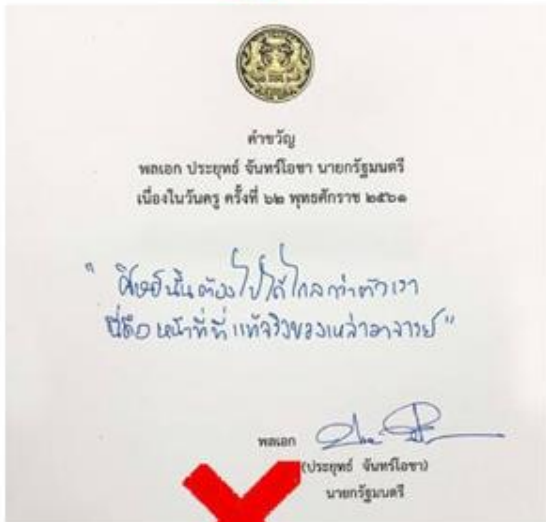 คำขวัญ
พลเอก ประยุทธ์ จันทร์โอชา นายกรัฐมนตรี
เนื่องในวันครู ครั้งที่ ๖๒ พุทธศักราช ๒๕๖๑
" ศิษย์นั้นต้องไปได้ไกลกว่าตัวเรา
นี่คือ หน้าที่ที่แท้จริงของเหล่าอาจารย์ "
พลเอก
(ประยุทธ์ จันทร์โอชา)
นายกรัฐมนตรี